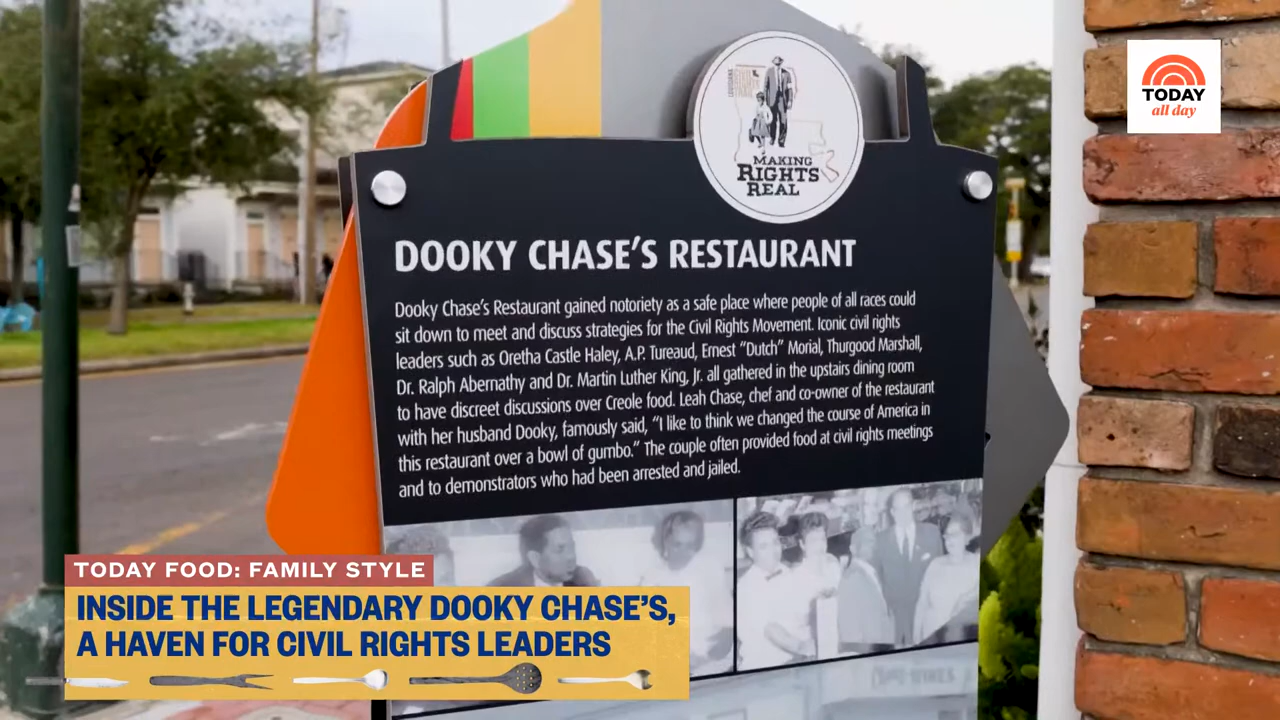 TODAY
all day
MAKING
RIGHTS
REAL
DOOKY CHASE'S RESTAURANT
Dooky Chase's Restaurant gained notoriety as a safe place where people of all races could
sit down to meet and discuss strategies for the Civil Rights Movement. Iconic civil rights
leaders such as Oretha Castle Haley, A.P. Tureaud, Ernest "Dutch" Morial, Thurgood Marshall,
Dr. Ralph Abernathy and Dr. Martin Luther King, Jr. all gathered in the upstairs dining room
to have discreet discussions over Creole food. Leah Chase, chef and co-owner of the restaurant
with her husband Dooky, famously said, "I like to think we changed the course of America in
this restaurant over a bowl of gumbo." The couple often provided food at civil rights meetings
and to demonstrators who had been arrested and jailed.
TODAY FOOD: FAMILY STYLE
INSIDE THE LEGENDARY DOOKY CHASE'S,
A HAVEN FOR CIVIL RIGHTS LEADERS